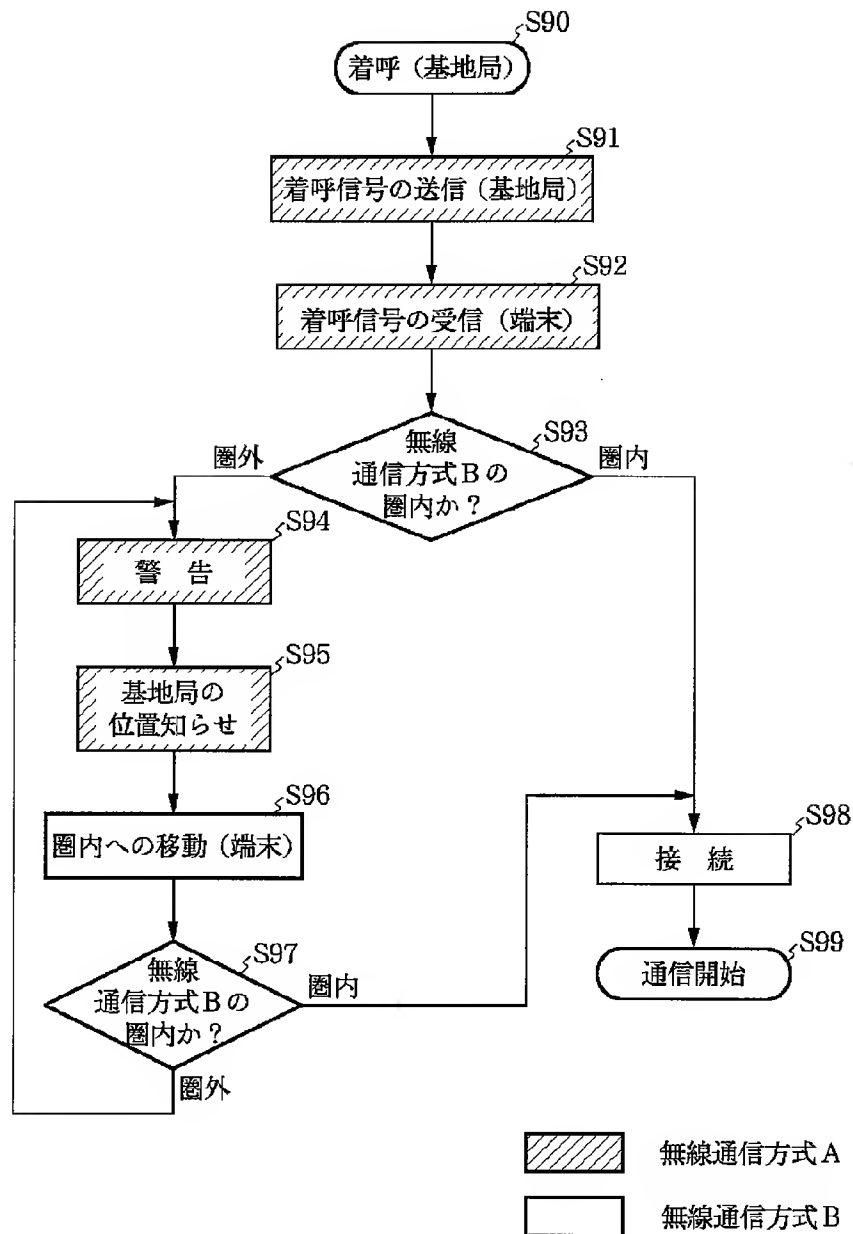 S90
着呼（基地局）
S91
着呼信号の送信（基地局）
S92
着呼信号の受信（端末）
S93
無線
通信方式Ｂの
圏内か？
圏外
圏内
S94
警　告
S95
基地局の
位置知らせ
S96
圏内への移動（端末）
S97
無線
通信方式Ｂの
圏内か？
圏内
圏外
S98
接　続
S99
通信開始
無線通信方式Ａ
無線通信方式Ｂ